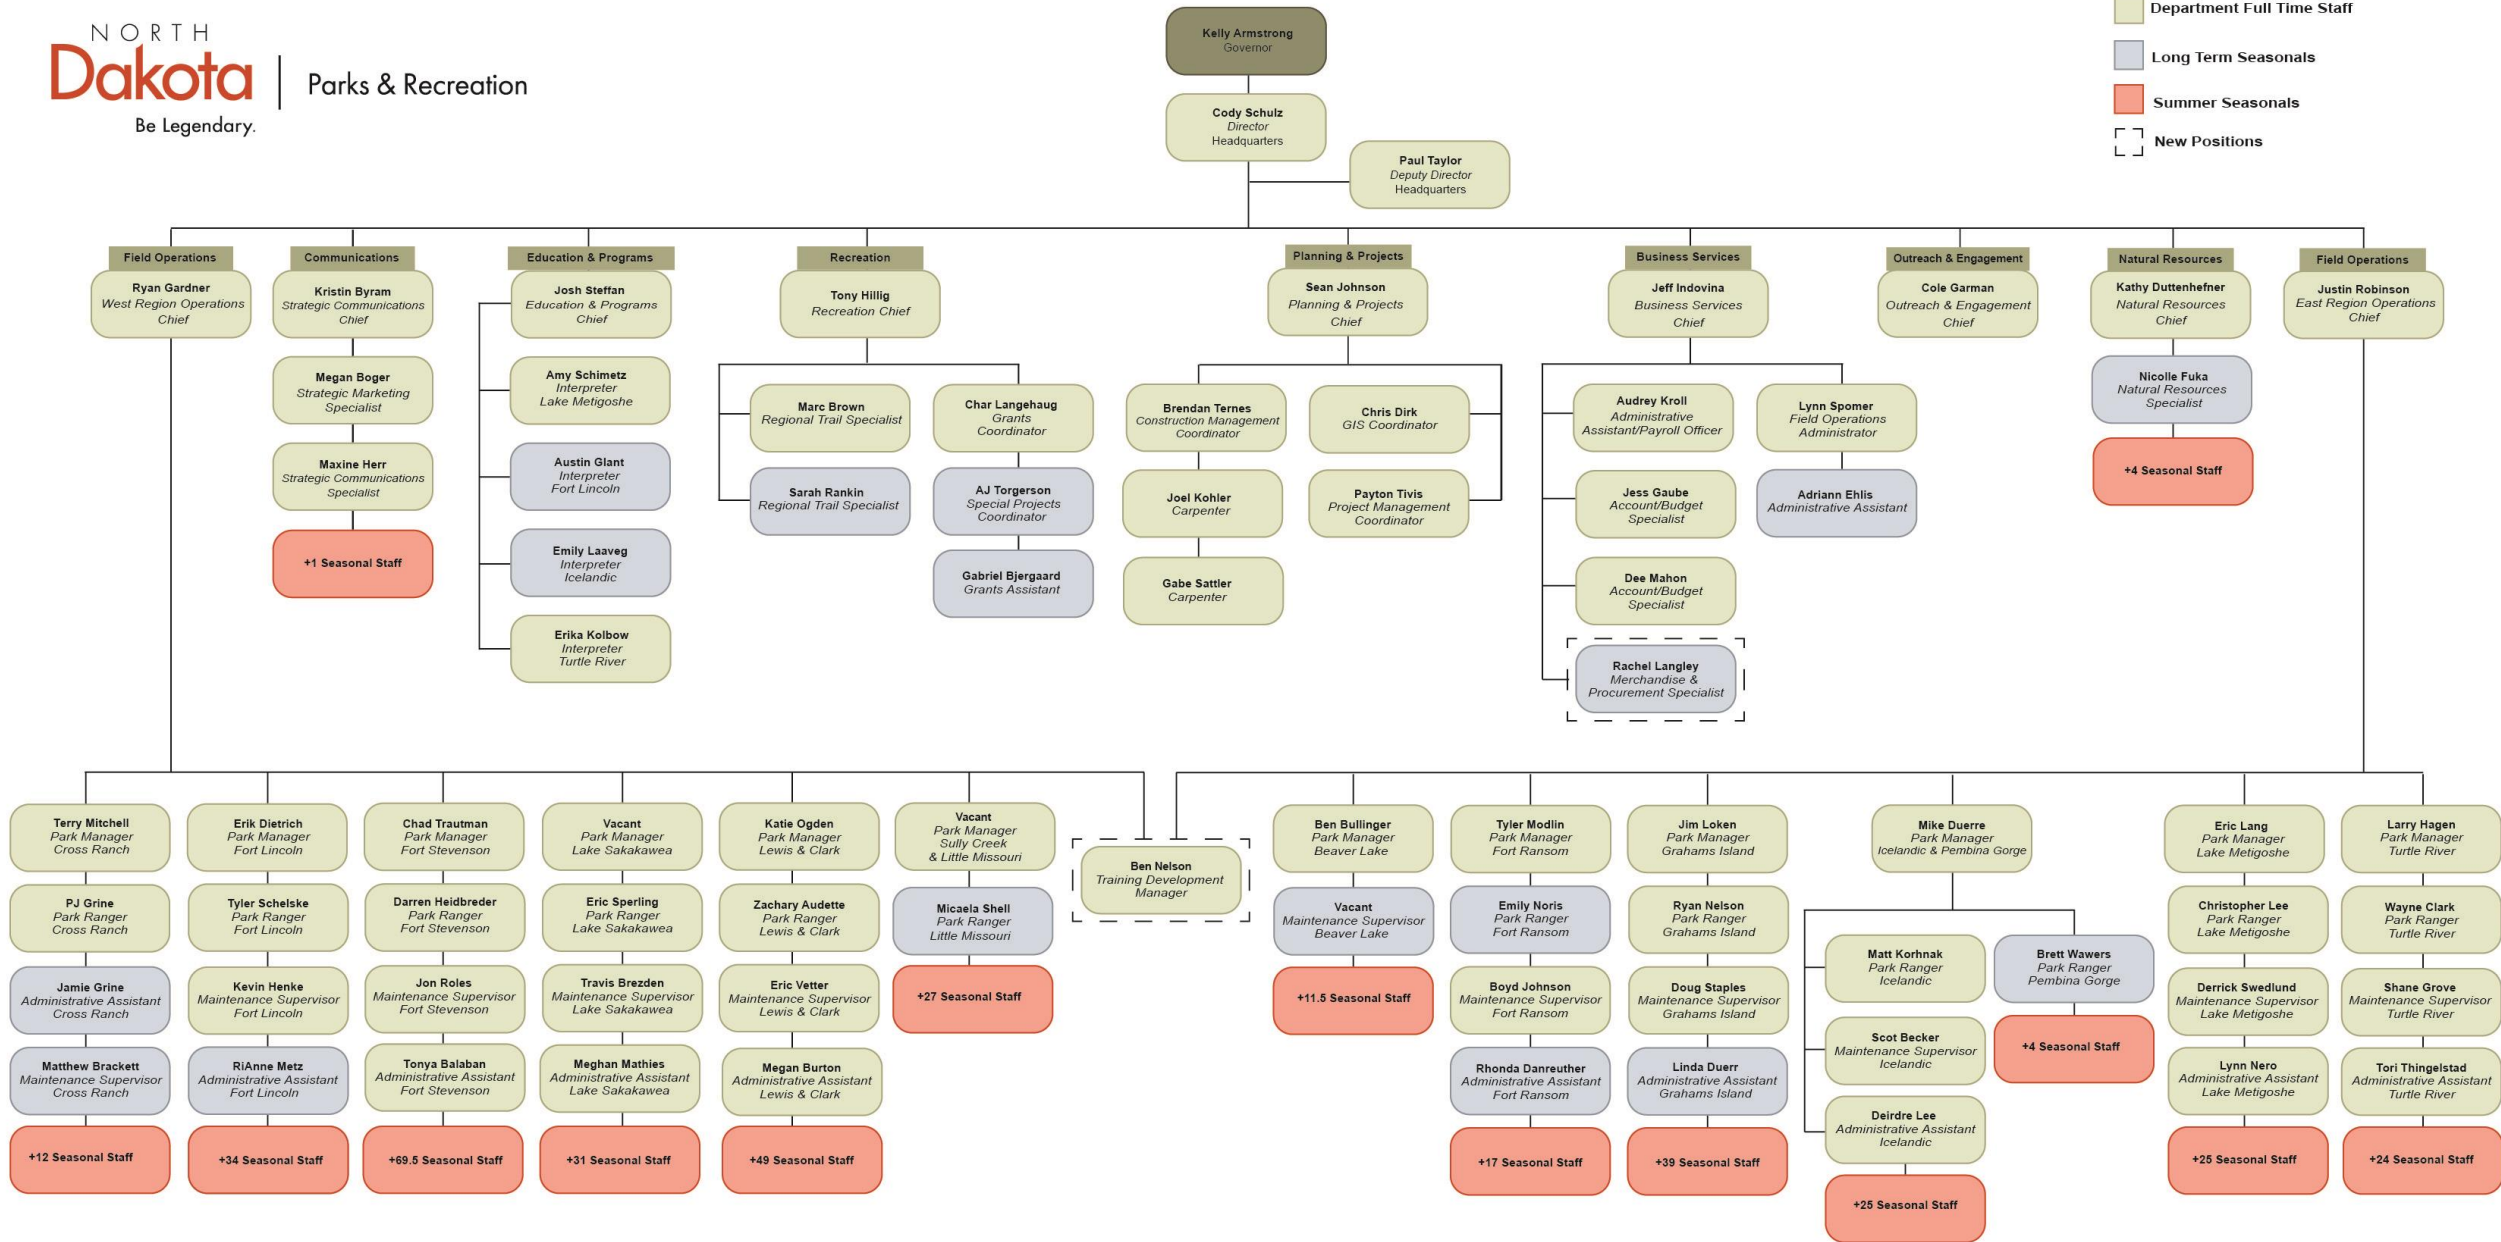 NORTH
Dakota
Be Legendary.
Parks & Recreation
Department Full Time Staff
Long Term Seasonals
Summer Seasonals
New Positions
Kelly Armstrong
Governor
Cody Schulz
Director
Headquarters
Paul Taylor
Deputy Director
Headquarters
Field Operations
Ryan Gardner
West Region Operations
Chief
Communications
Kristin Byram
Strategic Communications
Chief
Megan Boger
Strategic Marketing
Specialist
Maxine Herr
Strategic Communications
Specialist
+1 Seasonal Staff
Education & Programs
Josh Steffan
Education & Programs
Chief
Amy Schimetz
Interpreter
Lake Metigoshe
Austin Glant
Interpreter
Fort Lincoln
Emily Laaveg
Interpreter
Icelandic
Erika Kolbow
Interpreter
Turtle River
Recreation
Tony Hillig
Recreation Chief
Marc Brown
Regional Trail Specialist
Sarah Rankin
Regional Trail Specialist
Char Langehaug
Grants
Coordinator
AJ Torgerson
Special Projects
Coordinator
Gabriel Bjergaard
Grants Assistant
Planning & Projects
Sean Johnson
Planning & Projects
Chief
Brendan Ternes
Construction Management
Coordinator
Joel Kohler
Carpenter
Gabe Sattler
Carpenter
Chris Dirk
GIS Coordinator
Payton Tivis
Project Management
Coordinator
Business Services
Jeff Indovina
Business Services
Chief
Audrey Kroll
Administrative
Assistant/Payroll Officer
Jess Gaube
Account/Budget
Specialist
Dee Mahon
Account/Budget
Specialist
Rachel Langley
Merchandise &
Procurement Specialist
Lynn Spomer
Field Operations
Administrator
Adriann Ehlis
Administrative Assistant
Outreach & Engagement
Cole Garman
Outreach & Engagement
Chief
Natural Resources
Kathy Duttenhefner
Natural Resources
Chief
Nicolle Fuka
Natural Resources
Specialist
+4 Seasonal Staff
Field Operations
Justin Robinson
East Region Operations
Chief
Terry Mitchell
Park Manager
Cross Ranch
PJ Grine
Park Ranger
Cross Ranch
Jamie Grine
Administrative Assistant
Cross Ranch
Matthew Brackett
Maintenance Supervisor
Cross Ranch
+12 Seasonal Staff
Erik Dietrich
Park Manager
Fort Lincoln
Tyler Schelske
Park Ranger
Fort Lincoln
Kevin Henke
Maintenance Supervisor
Fort Lincoln
RiAnne Metz
Administrative Assistant
Fort Lincoln
+34 Seasonal Staff
Chad Trautman
Park Manager
Fort Stevenson
Darren Heidbreder
Park Ranger
Fort Stevenson
Jon Roles
Maintenance Supervisor
Fort Stevenson
Tonya Balaban
Administrative Assistant
Fort Stevenson
+69.5 Seasonal Staff
Vacant
Park Manager
Lake Sakakawea
Eric Sperling
Park Ranger
Lake Sakakawea
Travis Brezden
Maintenance Supervisor
Lake Sakakawea
Meghan Mathies
Administrative Assistant
Lake Sakakawea
+31 Seasonal Staff
Katie Ogden
Park Manager
Lewis & Clark
Zachary Audette
Park Ranger
Lewis & Clark
Eric Vetter
Maintenance Supervisor
Lewis & Clark
Megan Burton
Administrative Assistant
Lewis & Clark
+49 Seasonal Staff
Vacant
Park Manager
Sully Creek
& Little Missouri
Micaela Shell
Park Ranger
Little Missouri
+27 Seasonal Staff
Ben Nelson
Training Development
Manager
Ben Bullinger
Park Manager
Beaver Lake
Vacant
Maintenance Supervisor
Beaver Lake
+11.5 Seasonal Staff
Tyler Modlin
Park Manager
Fort Ransom
Emily Noris
Park Ranger
Fort Ransom
Boyd Johnson
Maintenance Supervisor
Fort Ransom
Rhonda Danreuther
Administrative Assistant
Fort Ransom
+17 Seasonal Staff
Jim Loken
Park Manager
Grahams Island
Ryan Nelson
Park Ranger
Grahams Island
Doug Staples
Maintenance Supervisor
Grahams Island
Linda Duerr
Administrative Assistant
Grahams Island
+39 Seasonal Staff
Mike Duerre
Park Manager
Icelandic & Pembina Gorge
Matt Korhnak
Park Ranger
Icelandic
Scot Becker
Maintenance Supervisor
Icelandic
Deirdre Lee
Administrative Assistant
Icelandic
+25 Seasonal Staff
Brett Wawers
Park Ranger
Pembina Gorge
+4 Seasonal Staff
Eric Lang
Park Manager
Lake Metigoshe
Christopher Lee
Park Ranger
Lake Metigoshe
Derrick Swedlund
Maintenance Supervisor
Lake Metigoshe
Lynn Nero
Administrative Assistant
Lake Metigoshe
+25 Seasonal Staff
Larry Hagen
Park Manager
Turtle River
Wayne Clark
Park Ranger
Turtle River
Shane Grove
Maintenance Supervisor
Turtle River
Tori Thingelstad
Administrative Assistant
Turtle River
+24 Seasonal Staff